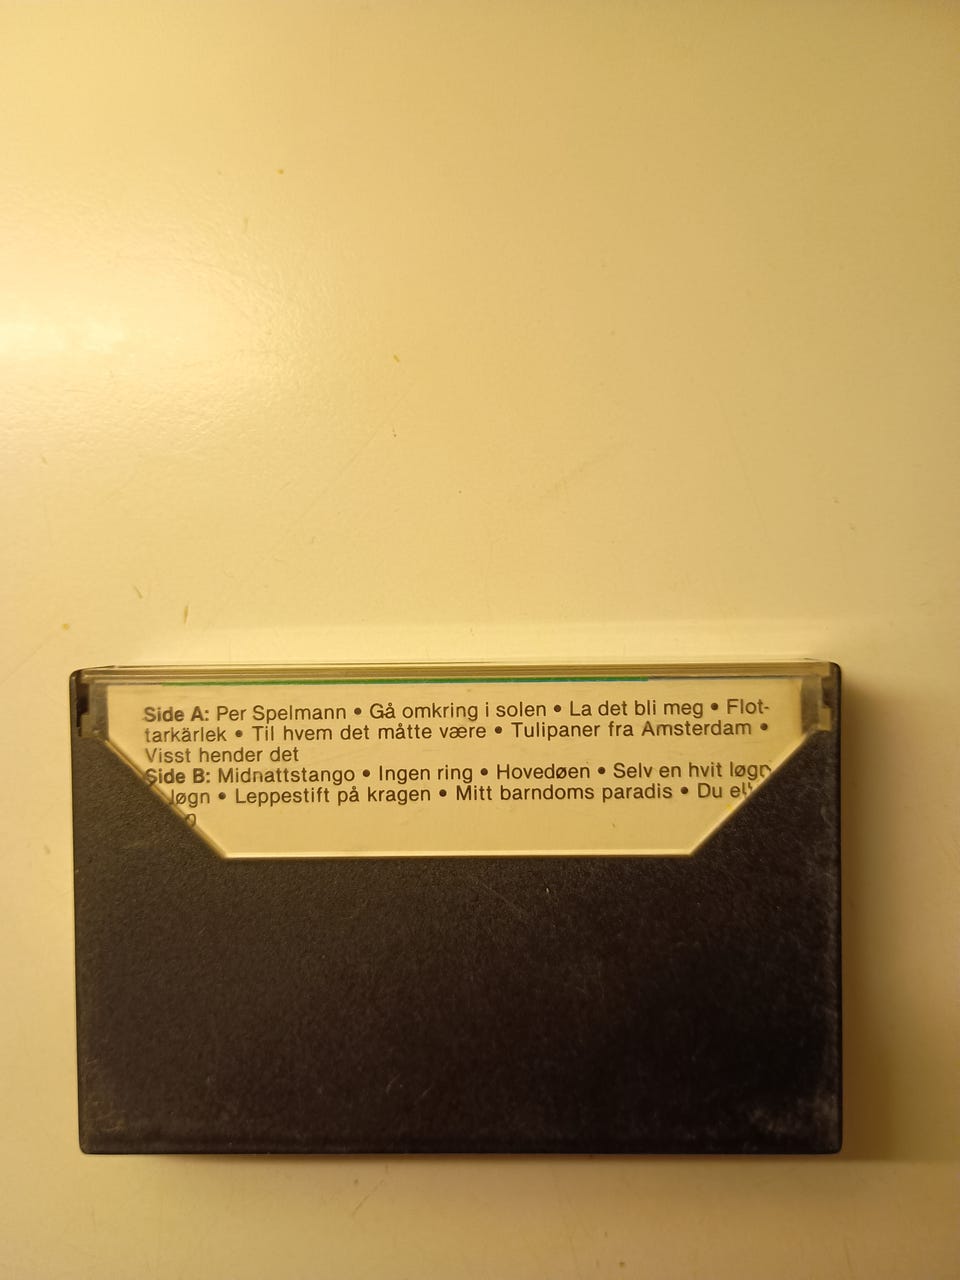 Side A: Per Spelmann • Gå omkring i solen • La det bli meg • Flot-
tarkärlek • Til hvem det måtte være • Tulipaner fra Amsterdam •
Visst hender det
Side B: Midnattstango • Ingen ring • Hovedøen • Selv en hvit løgn
løgn • Leppestift på kragen • Mitt barndoms paradis • Du